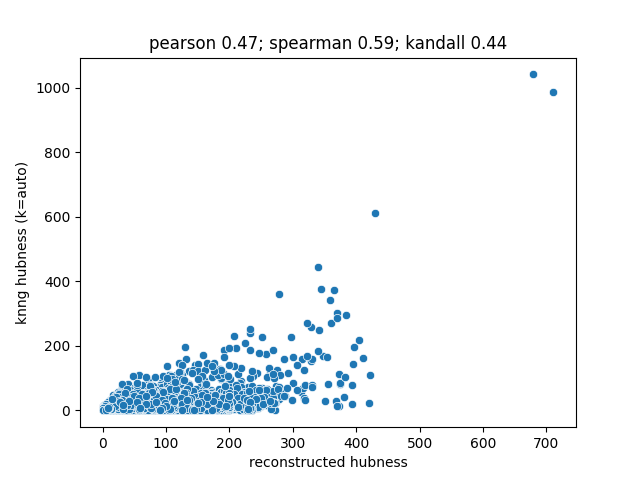 pearson 0.47; spearman 0.59; kandall 0.44
1000
800
600
400
200
0
knng hubness (k=auto)
0 100 200 300 400 500 600 700
reconstructed hubness